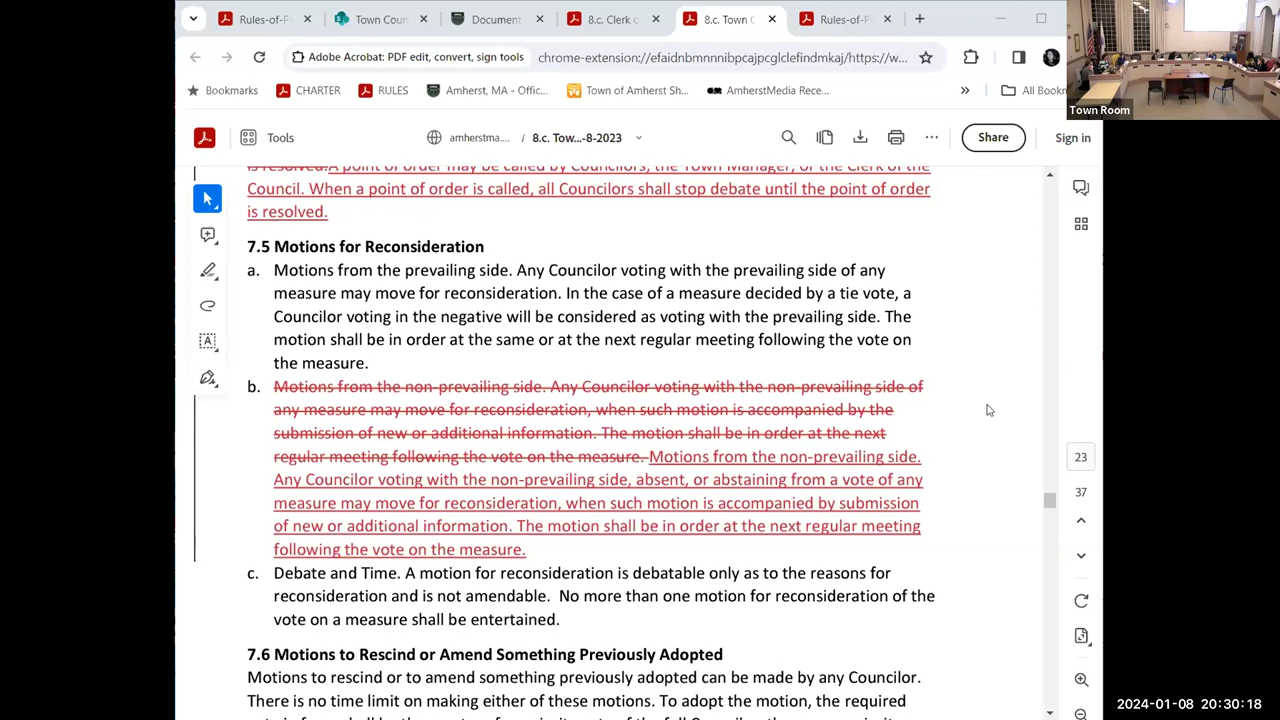 Rules-of-P
Town Cour
Document
8.c. Clerk o
8.c. Town C
Rules-of-P
Adobe Acrobat: PDF edit, convert, sign tools
chrome-extension://efaidnbmnnnibpcajpcglclefindmkaj/https://w...
Bookmarks
CHARTER
RULES
Amherst, MA - Offic...
Town of Amherst Sh...
AmherstMedia Rece...
»
All Bookn
Town Room
Tools
amherstma...
/ 8.c. Tow...-8-2023
Share
Sign in
is resolved. A point of order may be called by Councilors, the Town Manager, or the Clerk of the
Council. When a point of order is called, all Councilors shall stop debate until the point of order
is resolved.
7.5 Motions for Reconsideration
a. Motions from the prevailing side. Any Councilor voting with the prevailing side of any
measure may move for reconsideration. In the case of a measure decided by a tie vote, a
Councilor voting in the negative will be considered as voting with the prevailing side. The
motion shall be in order at the same or at the next regular meeting following the vote on
the measure.
b. Motions from the non-prevailing side. Any Councilor voting with the non-prevailing side of
any measure may move for reconsideration, when such motion is accompanied by the
submission of new or additional information. The motion shall be in order at the next
regular meeting following the vote on the measure. Motions from the non-prevailing side.
Any Councilor voting with the non-prevailing side, absent, or abstaining from a vote of any
measure may move for reconsideration, when such motion is accompanied by submission
of new or additional information. The motion shall be in order at the next regular meeting
following the vote on the measure.
c. Debate and Time. A motion for reconsideration is debatable only as to the reasons for
reconsideration and is not amendable. No more than one motion for reconsideration of the
vote on a measure shall be entertained.
7.6 Motions to Rescind or Amend Something Previously Adopted
Motions to rescind or to amend something previously adopted can be made by any Councilor.
There is no time limit on making either of these motions. To adopt the motion, the required
23
37
2024-01-08 20:30:18